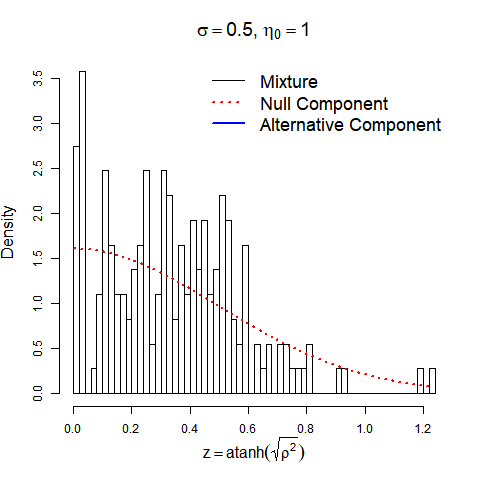 σ = 0.5, η₀ = 1
Mixture
Null Component
Alternative Component
Density
3.5
3.0
2.5
2.0
1.5
1.0
0.5
0.0
0.0 0.2 0.4 0.6 0.8 1.0 1.2
z = atanh(√ρ²)